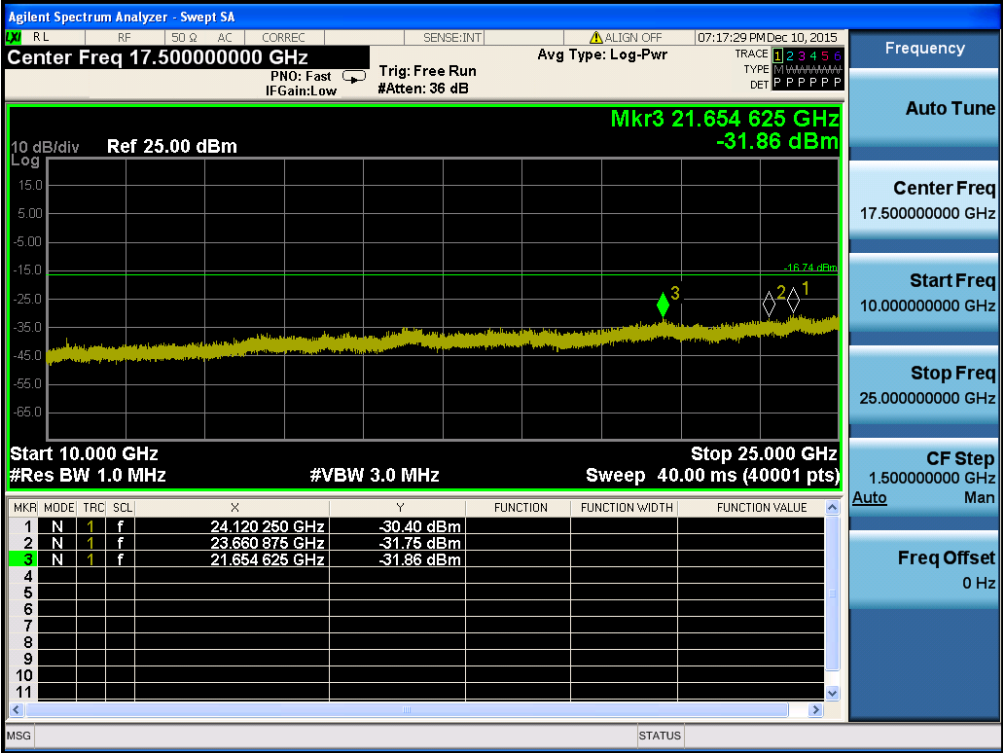 Agilent Spectrum Analyzer - Swept SA
LXI RL RF 50 Ω AC CORREC SENSE:INT ALIGN OFF 07:17:29 PM Dec 10, 2015
Center Freq 17.500000000 GHz
PNO: Fast
IFGain:Low
Trig: Free Run
#Atten: 36 dB
Avg Type: Log-Pwr
TRACE 1 2 3 4 5 6
TYPE M WWWWW
DET P P P P P P
Mkr3 21.654 625 GHz
-31.86 dBm
10 dB/div Ref 25.00 dBm
Log
15.0
5.00
-5.00
-15.0
-16.74 dBm
-25.0
3 2 1
-35.0
-45.0
-55.0
-65.0
Start 10.000 GHz Stop 25.000 GHz
#Res BW 1.0 MHz #VBW 3.0 MHz Sweep 40.00 ms (40001 pts)
MKR MODE TRC SCL X Y FUNCTION FUNCTION WIDTH FUNCTION VALUE
1 N 1 f 24.120 250 GHz -30.40 dBm
2 N 1 f 23.660 875 GHz -31.75 dBm
3 N 1 f 21.654 625 GHz -31.86 dBm
4
5
6
7
8
9
10
11
MSG STATUS
Frequency
Auto Tune
Center Freq
17.500000000 GHz
Start Freq
10.000000000 GHz
Stop Freq
25.000000000 GHz
CF Step
1.500000000 GHz
Auto Man
Freq Offset
0 Hz